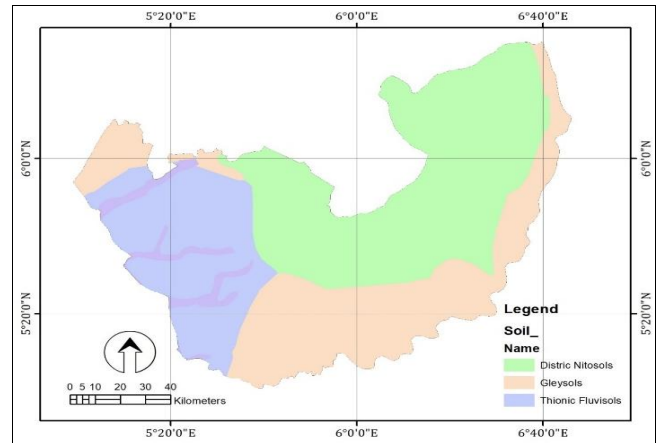 5°20'0"E 6°0'0"E 6°40'0"E
6°0'0"N 6°0'0"N
5°20'0"N 5°20'0"N
Legend
Soil_
Name
Distric Nitosols
Gleysols
Thionic Fluvisols
0 5 10 20 30 40
Kilometers
5°20'0"E 6°0'0"E 6°40'0"E